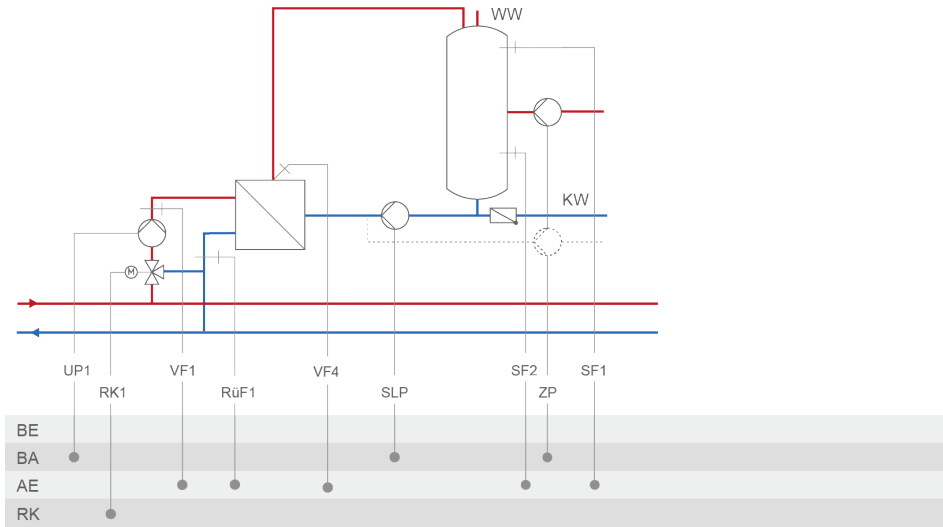 WW
KW
M
UP1 VF1 VF4 SF2 SF1
RK1 RüF1 SLP ZP
BE
BA
AE
RK